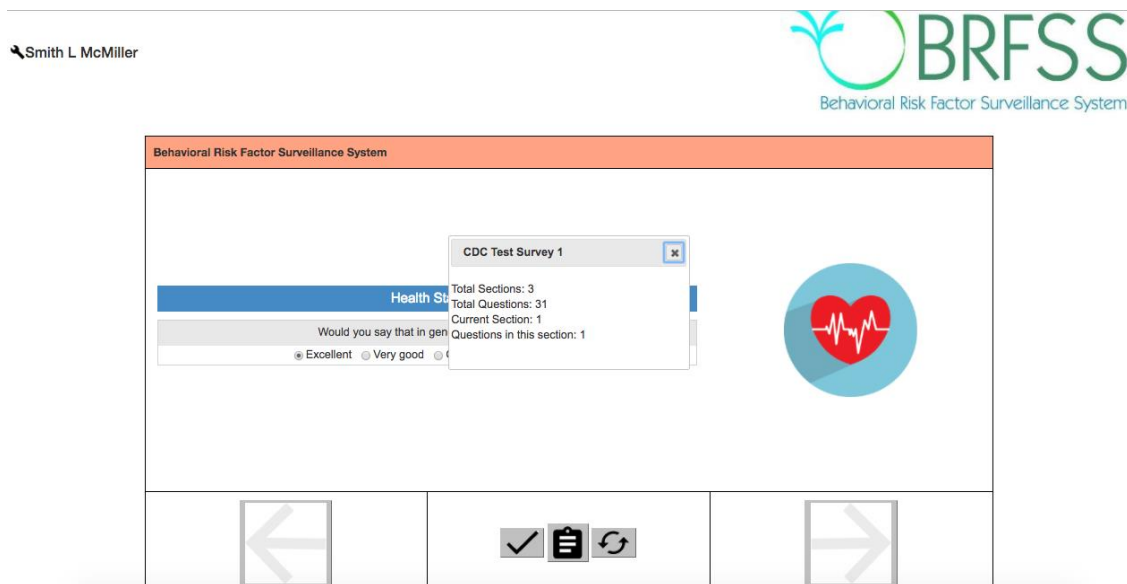 Smith L McMiller
BRFSS
Behavioral Risk Factor Surveillance System
Behavioral Risk Factor Surveillance System
CDC Test Survey 1
Total Sections: 3
Total Questions: 31
Current Section: 1
Questions in this section: 1
Health
Would you say that in
Excellent Very good